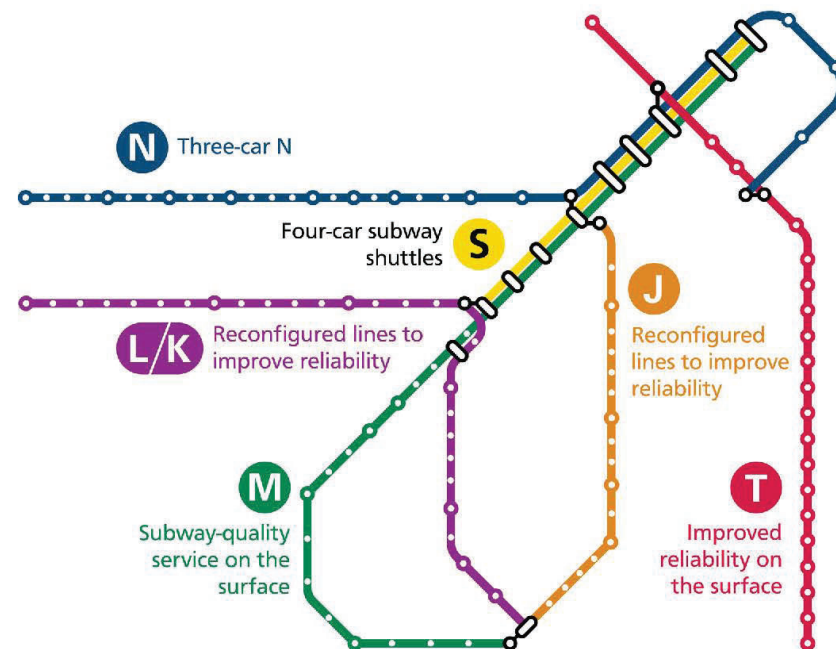 N
Three-car N
Four-car subway
shuttles
S
L/K
Reconfigured lines to
improve reliability
J
Reconfigured
lines to improve
reliability
M
Subway-quality
service on the
surface
T
Improved
reliability on
the surface